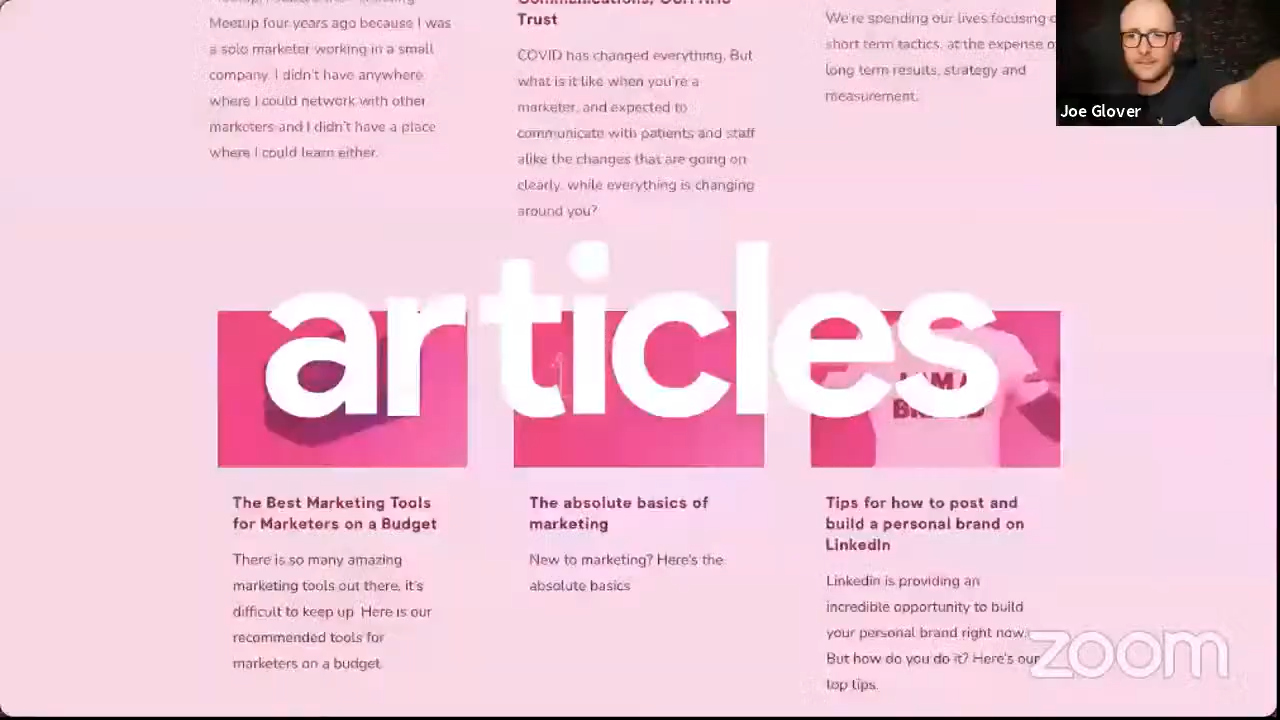 Meetup four years ago because I was
a solo marketer working in a small
company. I didn't have anywhere
where I could network with other
marketers and I didn't have a place
where I could learn either.
Trust
COVID has changed everything. But
what is it like when you're a
marketer, and expected to
communicate with patients and staff
alike the changes that are going on
clearly, while everything is changing
around you?
We're spending our lives focusing
short term tactics, at the expense
long term results, strategy and
measurement.
Joe Glover
articles
The Best Marketing Tools
for Marketers on a Budget
There is so many amazing
marketing tools out there, it's
difficult to keep up. Here is our
recommended tools for
marketers on a budget.
The absolute basics of
marketing
New to marketing? Here's the
absolute basics
Tips for how to post and
build a personal brand on
LinkedIn
Linkedin is providing an
incredible opportunity to build
your personal brand right now.
But how do you do it? Here's our
top tips.
zoom